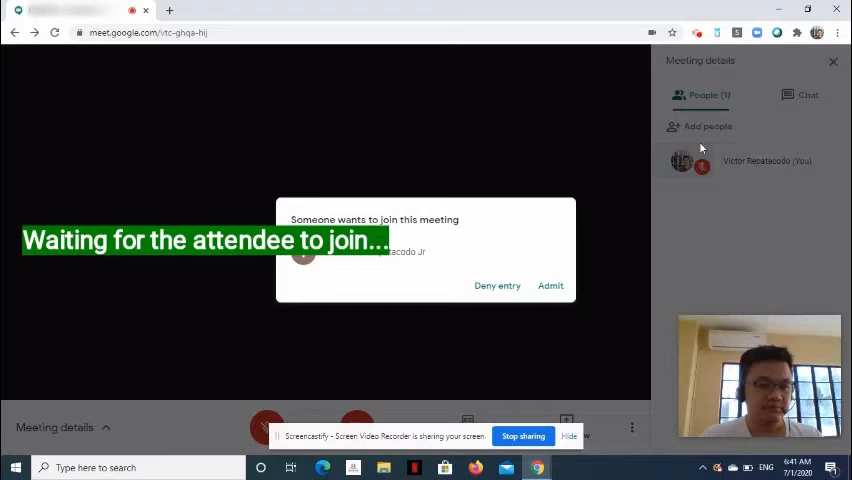 meet.google.com/vtc-ghqa-hij
Meeting details
People (1)
Chat
Add people
Victor Repatacodo (You)
Someone wants to join this meeting
Waiting for the attendee to join...
Jr
Deny entry
Admit
Meeting details
Screencastify - Screen Video Recorder is sharing your screen.
Stop sharing
Hide
Type here to search
ENG
6:41 AM
7/1/2020